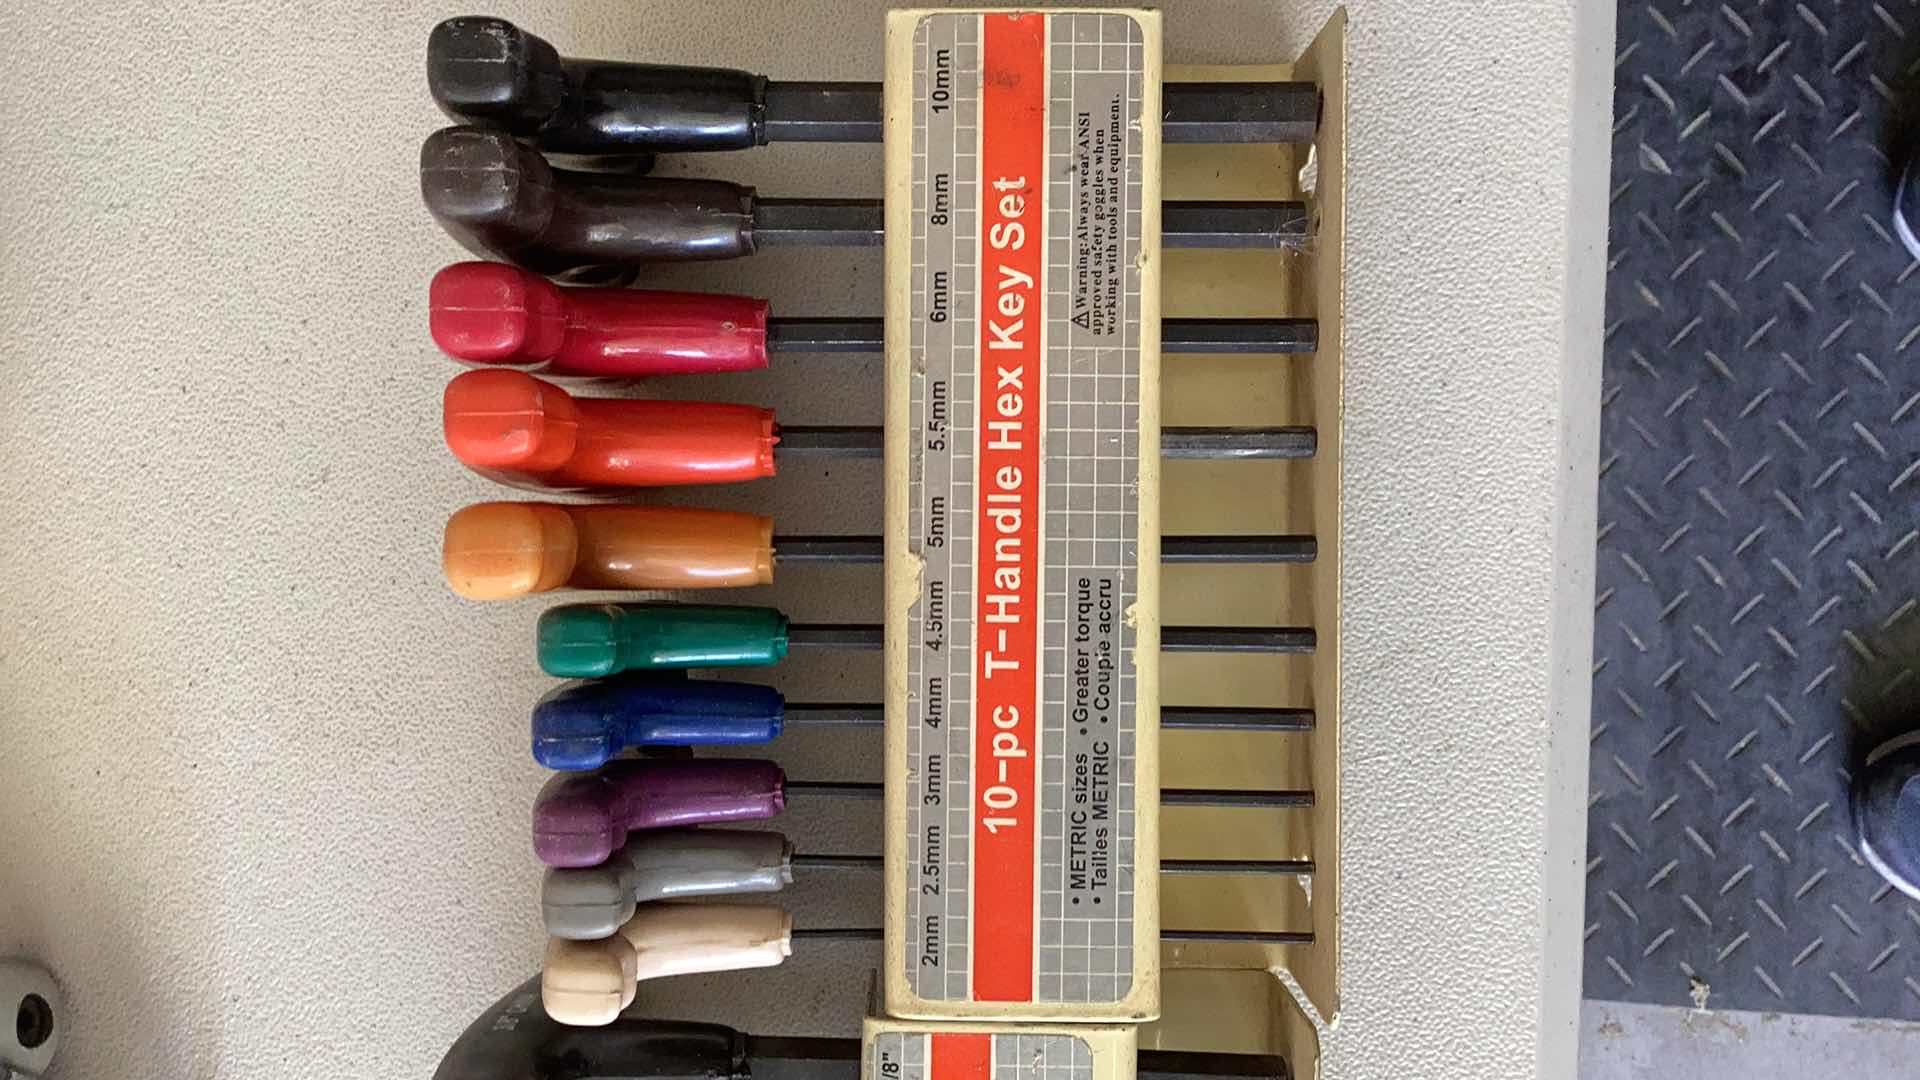 2mm 2.5mm 3mm 4mm 4.5mm 5mm 5.5mm 6mm 8mm 10mm
10-pc T-Handle Hex Key Set
• METRIC sizes • Greater torque
• Tailles METRIC • Couple accru
⚠Warning:Always wear ANSI
approved safety goggles when
working with tools and equipment.
/8"